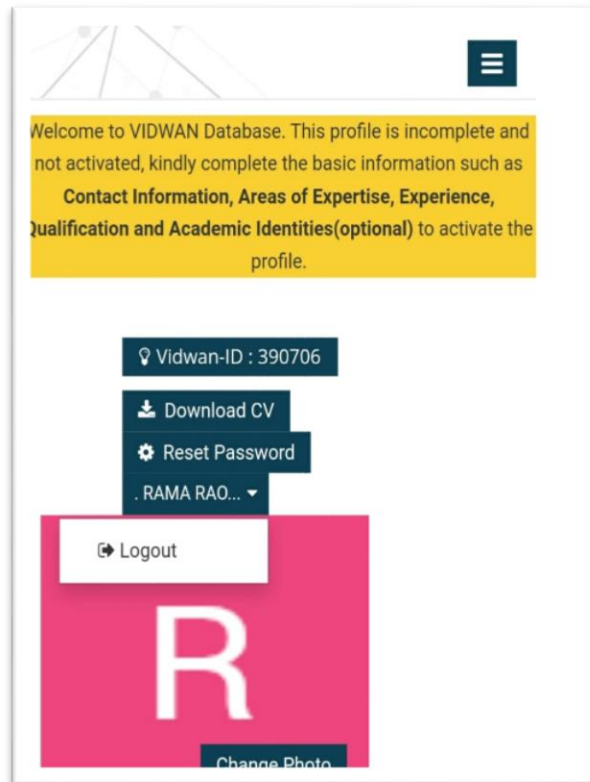 Welcome to VIDWAN Database. This profile is incomplete and
not activated, kindly complete the basic information such as
Contact Information, Areas of Expertise, Experience,
Qualification and Academic Identities(optional) to activate the
profile.
Vidwan-ID : 390706
Download CV
Reset Password
. RAMA RAO...
Logout
R
Change Photo